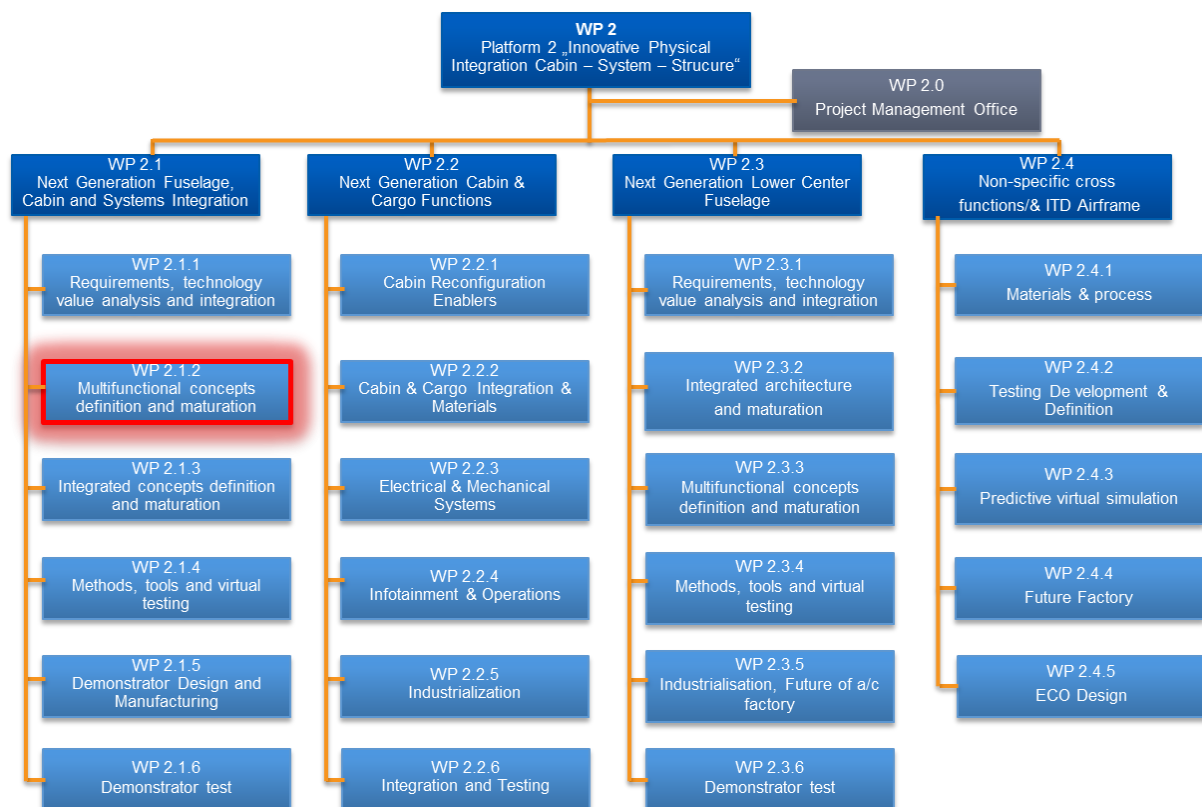 WP 2
Platform 2 „Innovative Physical
Integration Cabin – System – Strucure“
WP 2.0
Project Management Office
WP 2.1
Next Generation Fuselage,
Cabin and Systems Integration
WP 2.1.1
Requirements, technology
value analysis and integration
WP 2.1.2
Multifunctional concepts
definition and maturation
WP 2.1.3
Integrated concepts definition
and maturation
WP 2.1.4
Methods, tools and virtual
testing
WP 2.1.5
Demonstrator Design and
Manufacturing
WP 2.1.6
Demonstrator test
WP 2.2
Next Generation Cabin &
Cargo Functions
WP 2.2.1
Cabin Reconfiguration
Enablers
WP 2.2.2
Cabin & Cargo Integration &
Materials
WP 2.2.3
Electrical & Mechanical
Systems
WP 2.2.4
Infotainment & Operations
WP 2.2.5
Industrialization
WP 2.2.6
Integration and Testing
WP 2.3
Next Generation Lower Center
Fuselage
WP 2.3.1
Requirements, technology
value analysis and integration
WP 2.3.2
Integrated architecture
and maturation
WP 2.3.3
Multifunctional concepts
definition and maturation
WP 2.3.4
Methods, tools and virtual
testing
WP 2.3.5
Industrialisation, Future of a/c
factory
WP 2.3.6
Demonstrator test
WP 2.4
Non-specific cross
functions/& ITD Airframe
WP 2.4.1
Materials & process
WP 2.4.2
Testing De velopment &
Definition
WP 2.4.3
Predictive virtual simulation
WP 2.4.4
Future Factory
WP 2.4.5
ECO Design